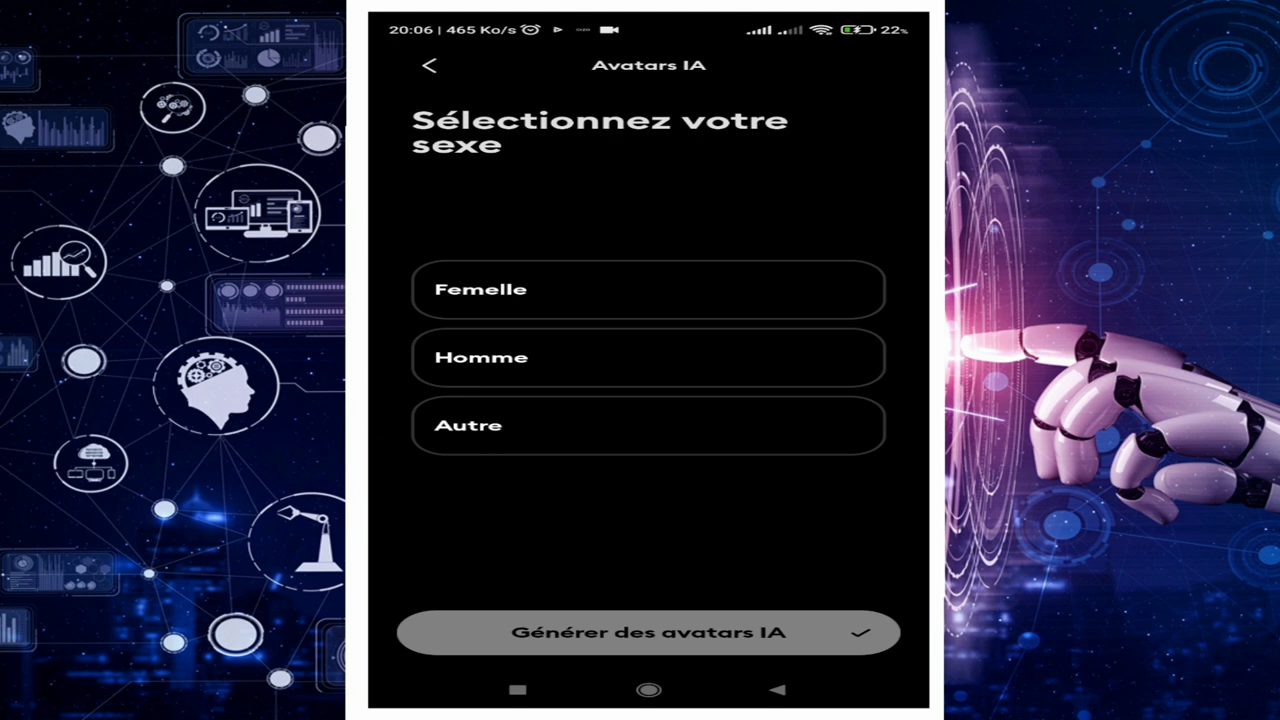 20:06 | 465 Ko/s
22%
Avatars IA
Sélectionnez votre
sexe
Femelle
Homme
Autre
Générer des avatars IA